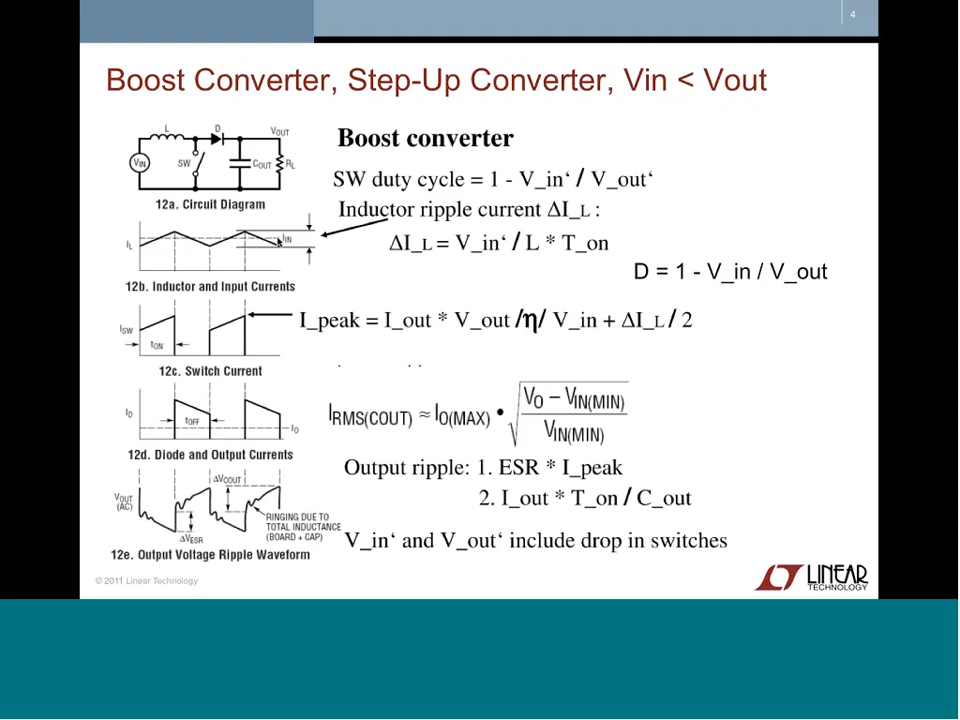 4
Boost Converter, Step-Up Converter, Vin < Vout
L
D
VOUT
VIN
SW
COUT
RL
12a. Circuit Diagram
IL
IIN
12b. Inductor and Input Currents
ISW
tON
12c. Switch Current
ID
tOFF
IO
12d. Diode and Output Currents
VOUT
(AC)
ΔVCOUT
ΔVESR
RINGING DUE TO
TOTAL INDUCTANCE
(BOARD + CAP)
12e. Output Voltage Ripple Waveform
Boost converter
SW duty cycle = 1 - V_in‘ / V_out‘
Inductor ripple current ΔI_L :
ΔI_L = V_in‘ / L * T_on
D = 1 - V_in / V_out
I_peak = I_out * V_out /η/ V_in + ΔI_L / 2
IRMS(COUT) ≈ IO(MAX) • √ VO – VIN(MIN) / VIN(MIN)
Output ripple: 1. ESR * I_peak
2. I_out * T_on / C_out
V_in‘ and V_out‘ include drop in switches
© 2011 Linear Technology
LINEAR
TECHNOLOGY